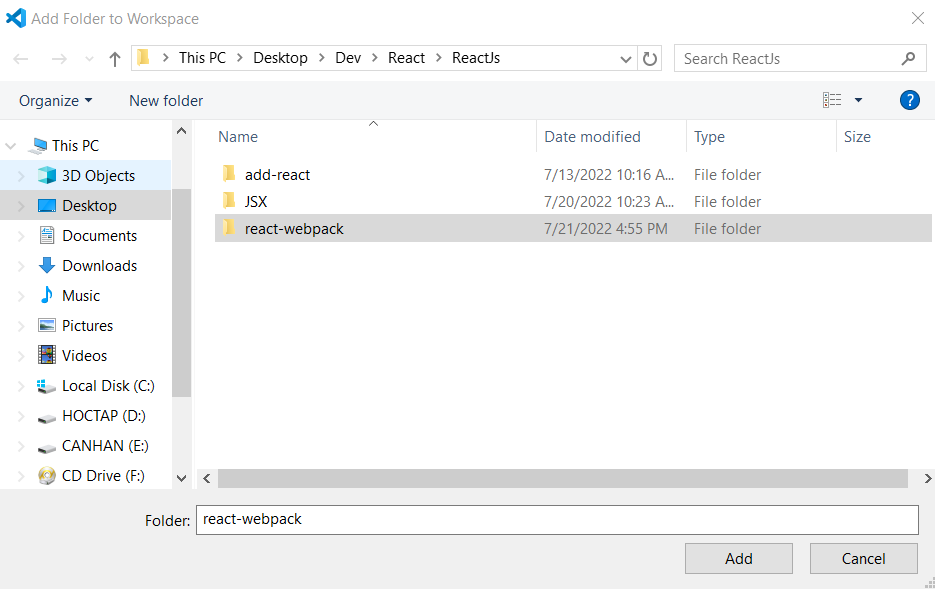 Add Folder to Workspace
This PC > Desktop > Dev > React > ReactJs
Search ReactJs
Organize
New folder
?
This PC
3D Objects
Desktop
Documents
Downloads
Music
Pictures
Videos
Local Disk (C:)
HOCTAP (D:)
CANHAN (E:)
CD Drive (F:)
Name Date modified Type Size
add-react 7/13/2022 10:16 A... File folder
JSX 7/20/2022 10:23 A... File folder
react-webpack 7/21/2022 4:55 PM File folder
Folder: react-webpack
Add Cancel